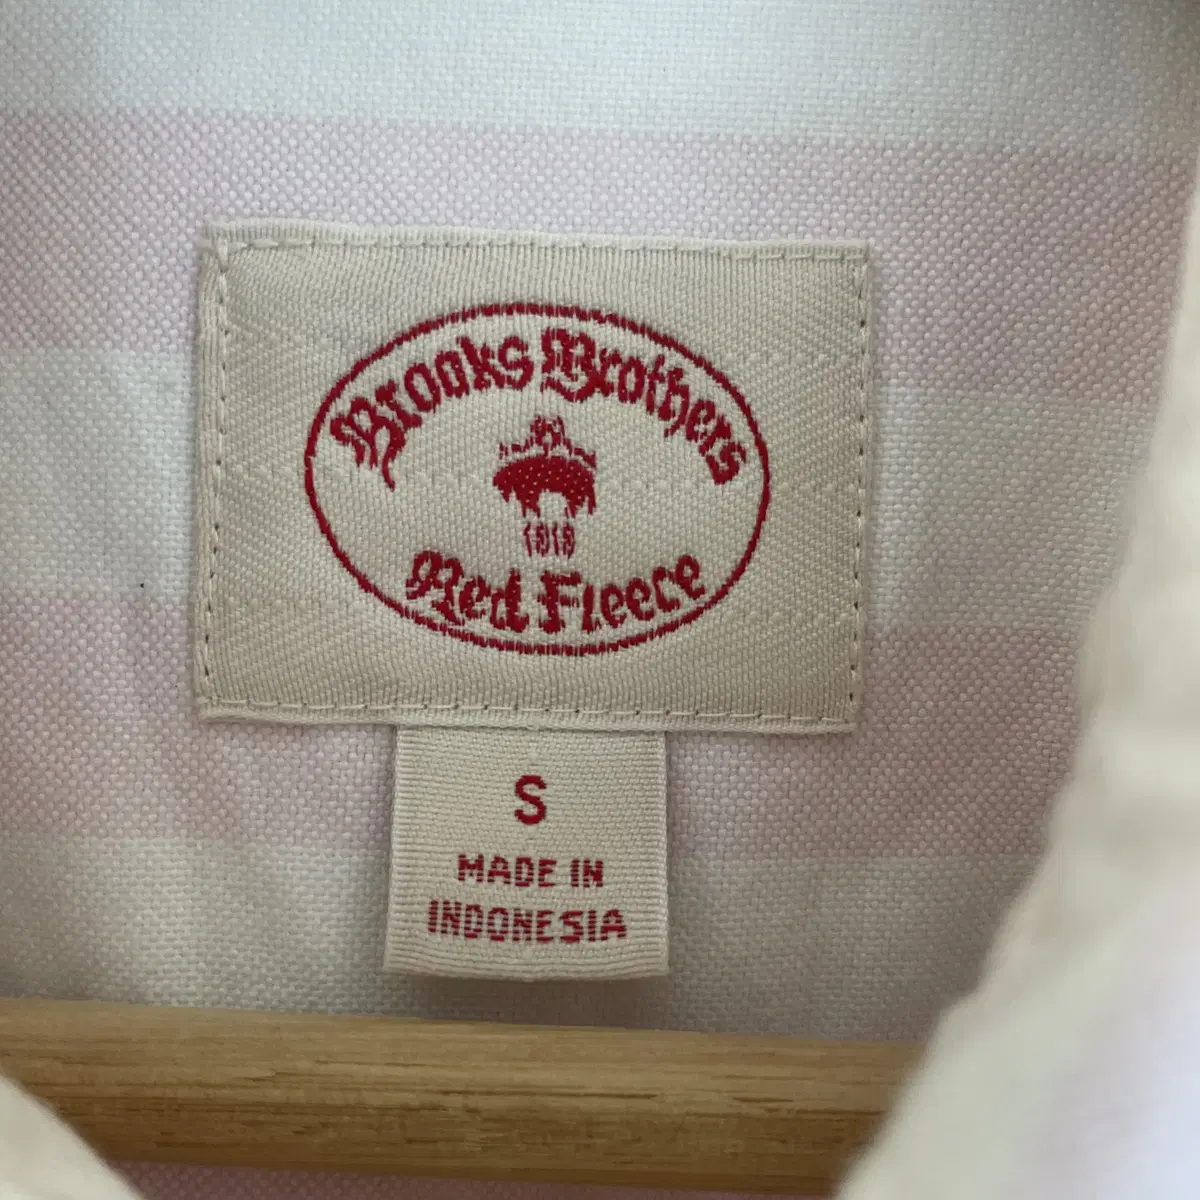 Brooks Brothers
1818
Red Fleece
S
MADE IN
INDONESIA